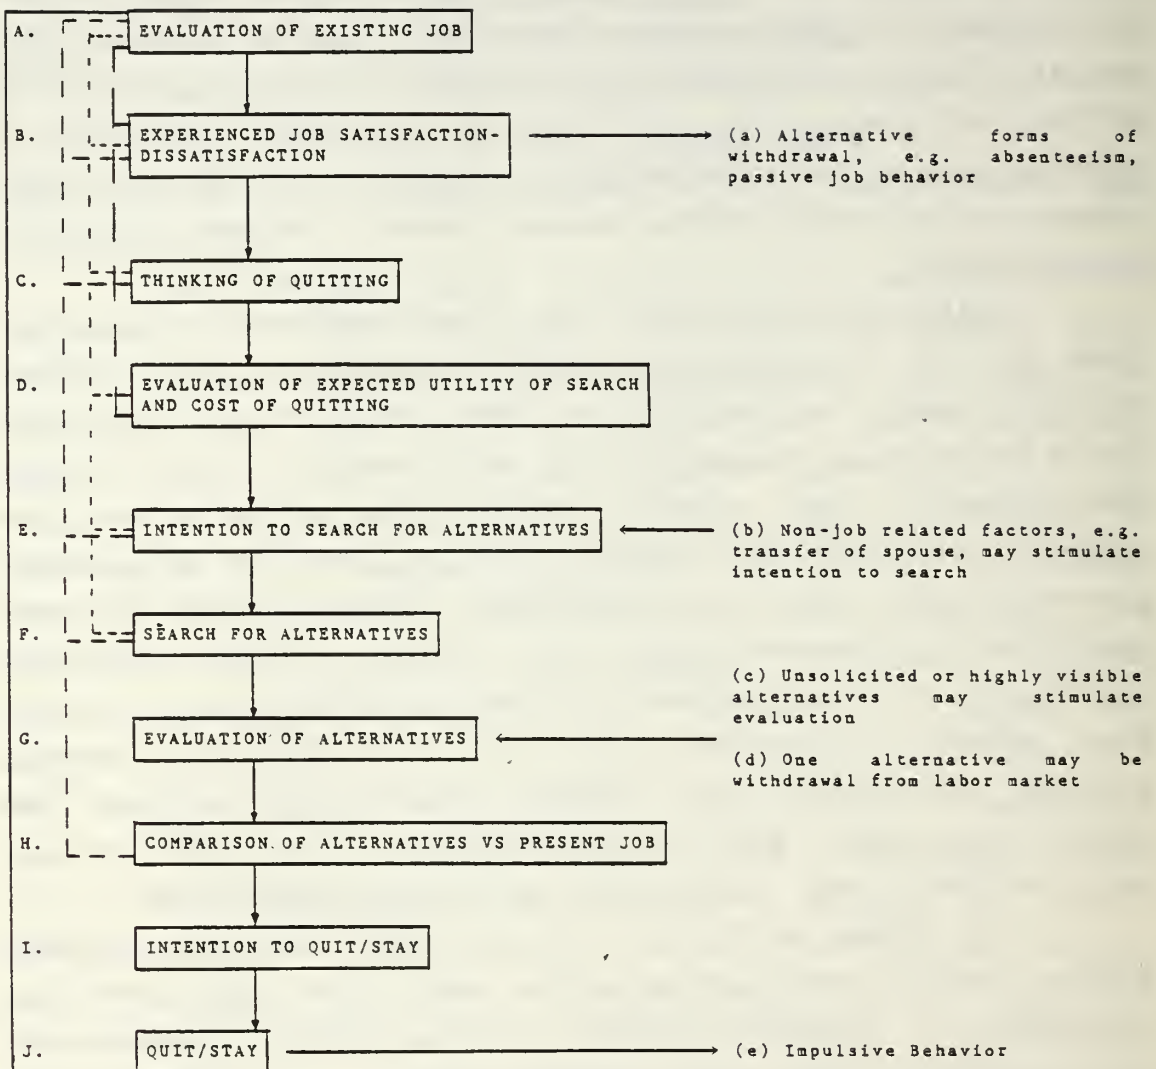 A. EVALUATION OF EXISTING JOB
B. EXPERIENCED JOB SATISFACTION-
DISSATISFACTION
(a) Alternative forms of
withdrawal, e.g. absenteeism,
passive job behavior
C. THINKING OF QUITTING
D. EVALUATION OF EXPECTED UTILITY OF SEARCH
AND COST OF QUITTING
E. INTENTION TO SEARCH FOR ALTERNATIVES
(b) Non-job related factors, e.g.
transfer of spouse, may stimulate
intention to search
F. SEARCH FOR ALTERNATIVES
(c) Unsolicited or highly visible
alternatives may stimulate
evaluation
G. EVALUATION OF ALTERNATIVES
(d) One alternative may be
withdrawal from labor market
H. COMPARISON OF ALTERNATIVES VS PRESENT JOB
I. INTENTION TO QUIT/STAY
J. QUIT/STAY
(e) Impulsive Behavior